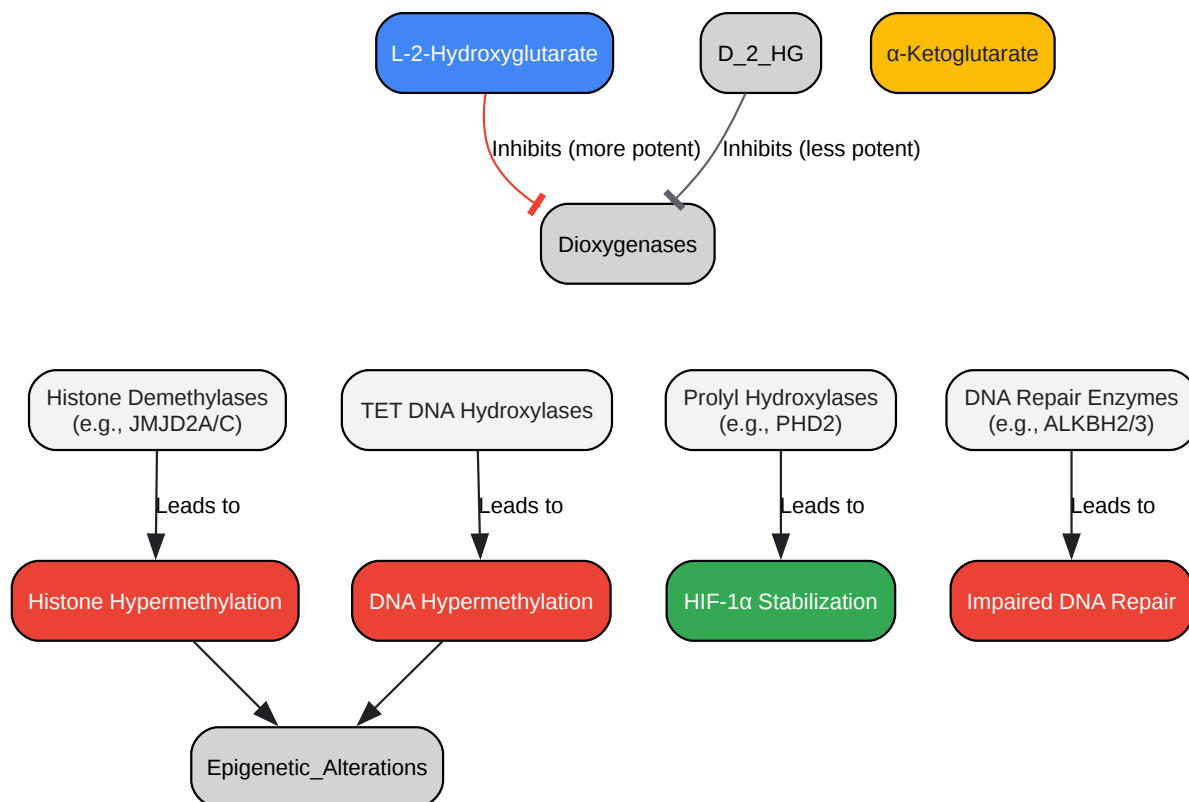 L-2-Hydroxyglutarate
D_2_HG
α-Ketoglutarate
Inhibits (more potent)
Inhibits (less potent)
Dioxygenases
Histone Demethylases
(e.g., JMJD2A/C)
TET DNA Hydroxylases
Prolyl Hydroxylases
(e.g., PHD2)
DNA Repair Enzymes
(e.g., ALKBH2/3)
Leads to
Leads to
Leads to
Leads to
Histone Hypermethylation
DNA Hypermethylation
HIF-1α Stabilization
Impaired DNA Repair
Epigenetic_Alterations